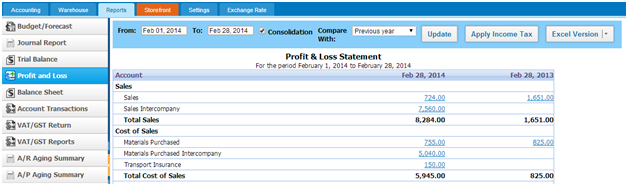 Accounting Warehouse Reports Storefront Settings Exchange Rate
Budget/Forecast
Journal Report
Trial Balance
Profit and Loss
Balance Sheet
Account Transactions
VAT/GST Return
VAT/GST Reports
A/R Aging Summary
A/P Aging Summary
From: Feb 01, 2014 To: Feb 28, 2014 Consolidation Compare With: Previous year Update Apply Income Tax Excel Version
Profit & Loss Statement
For the period February 1, 2014 to February 28, 2014
Account Feb 28, 2014 Feb 28, 2013
Sales
Sales 724.00 1,651.00
Sales Intercompany 7,560.00
Total Sales 8,284.00 1,651.00
Cost of Sales
Materials Purchased 755.00 825.00
Materials Purchased Intercompany 5,040.00
Transport Insurance 150.00
Total Cost of Sales 5,945.00 825.00